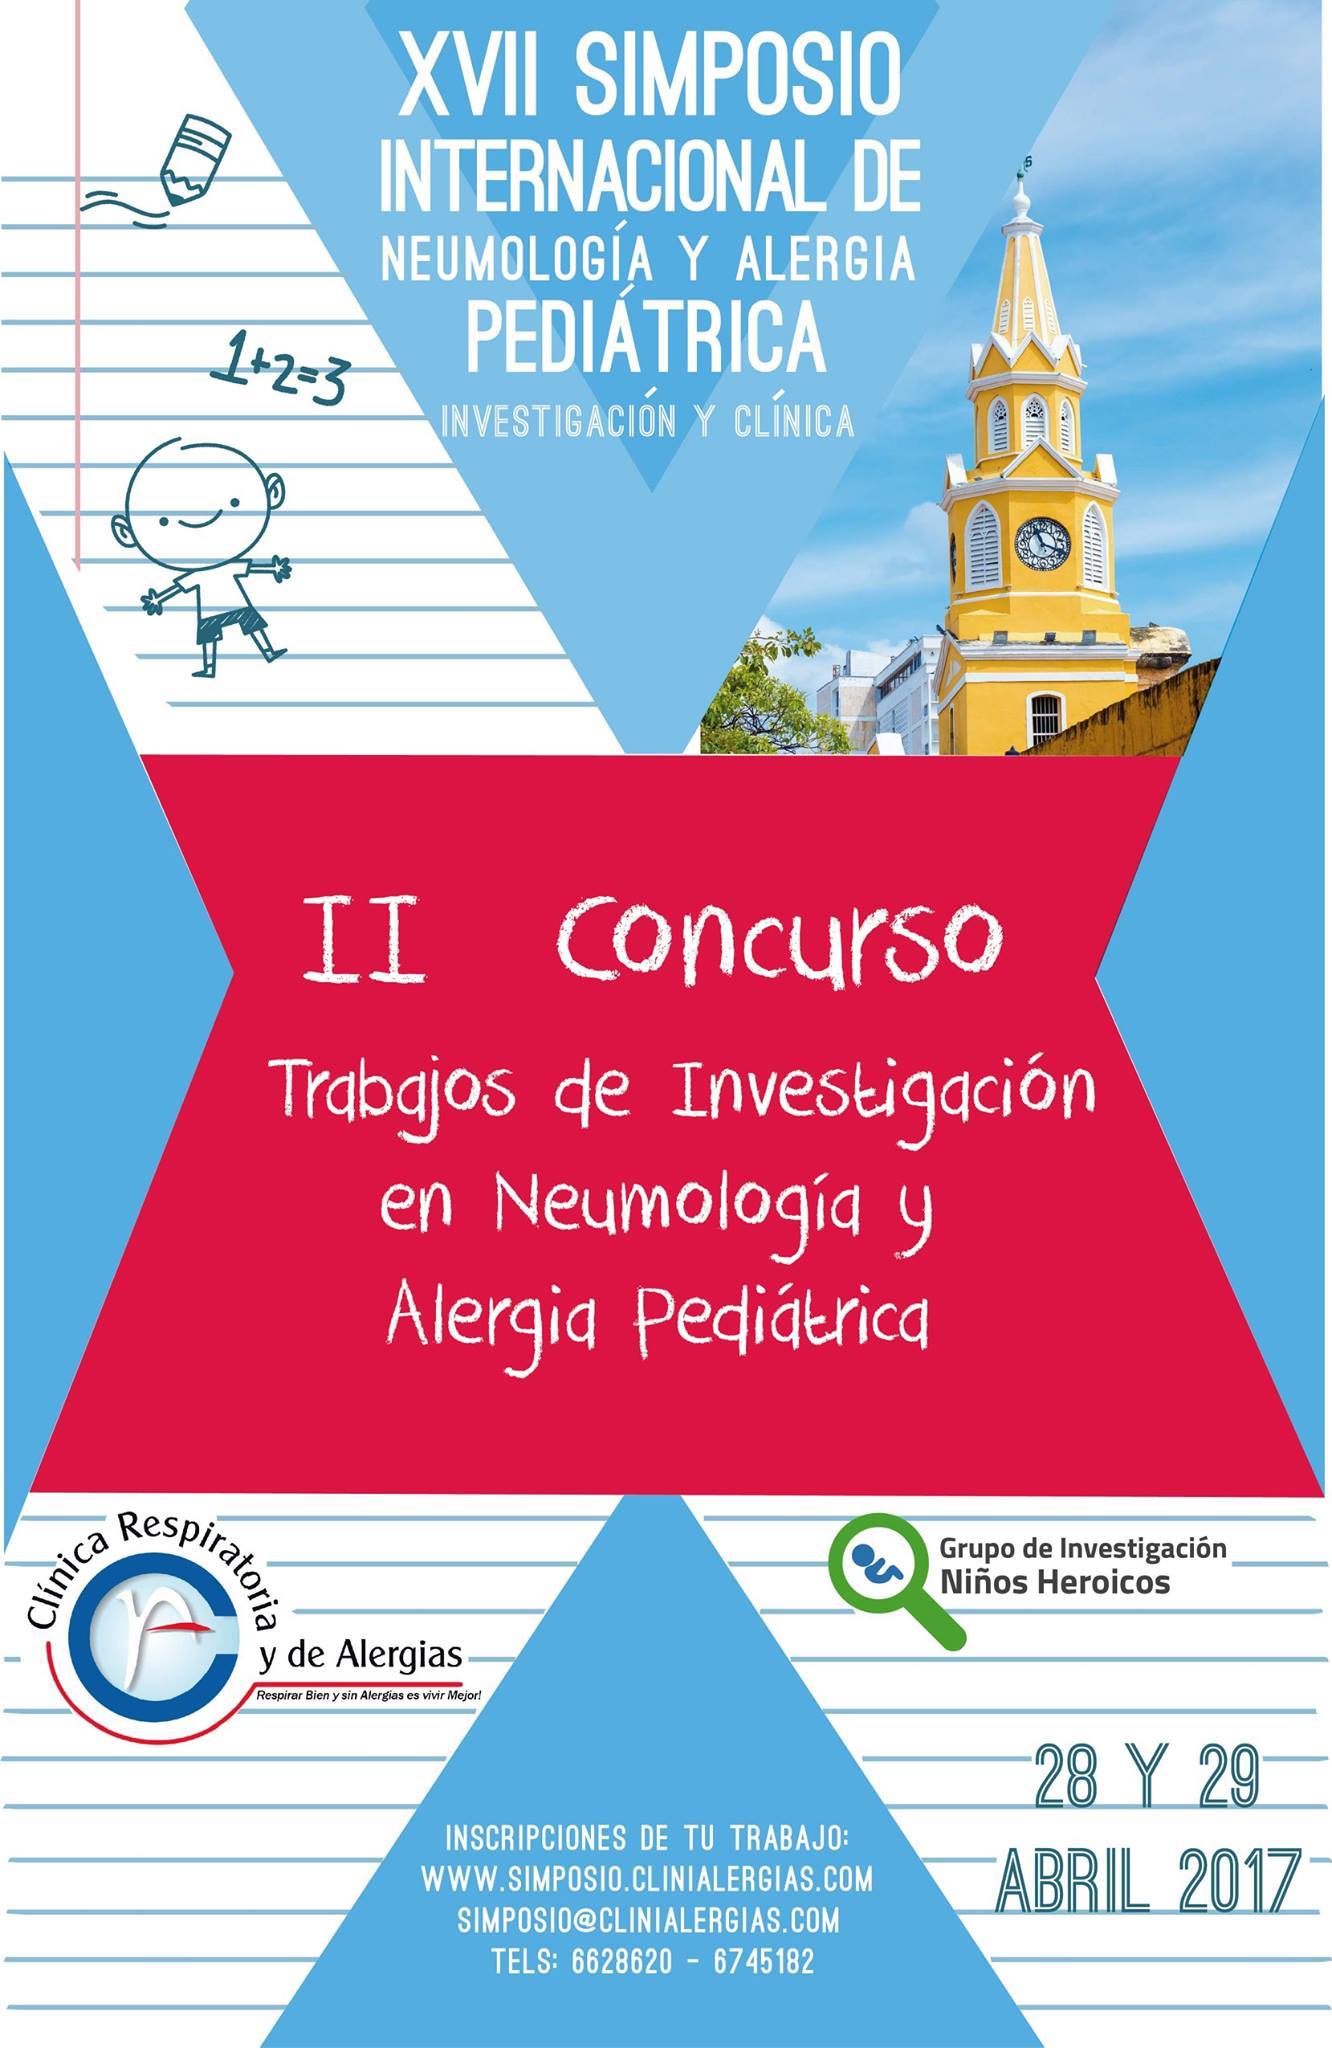 XVII SIMPOSIO
INTERNACIONAL DE
NEUMOLOGÍA Y ALERGIA
PEDIÁTRICA
INVESTIGACIÓN Y CLÍNICA
1+2=3
II Concurso
Trabajos de Investigación
en Neumología y
Alergia Pediátrica
Clínica Respiratoria
y de Alergias
Respirar Bien y sin Alergias es vivir Mejor!
Grupo de Investigación
Niños Heroicos
28 Y 29
ABRIL 2017
INSCRIPCIONES DE TU TRABAJO:
WWW.SIMPOSIO.CLINIALERGIAS.COM
SIMPOSIO@CLINIALERGIAS.COM
TELS: 6628620 - 6745182